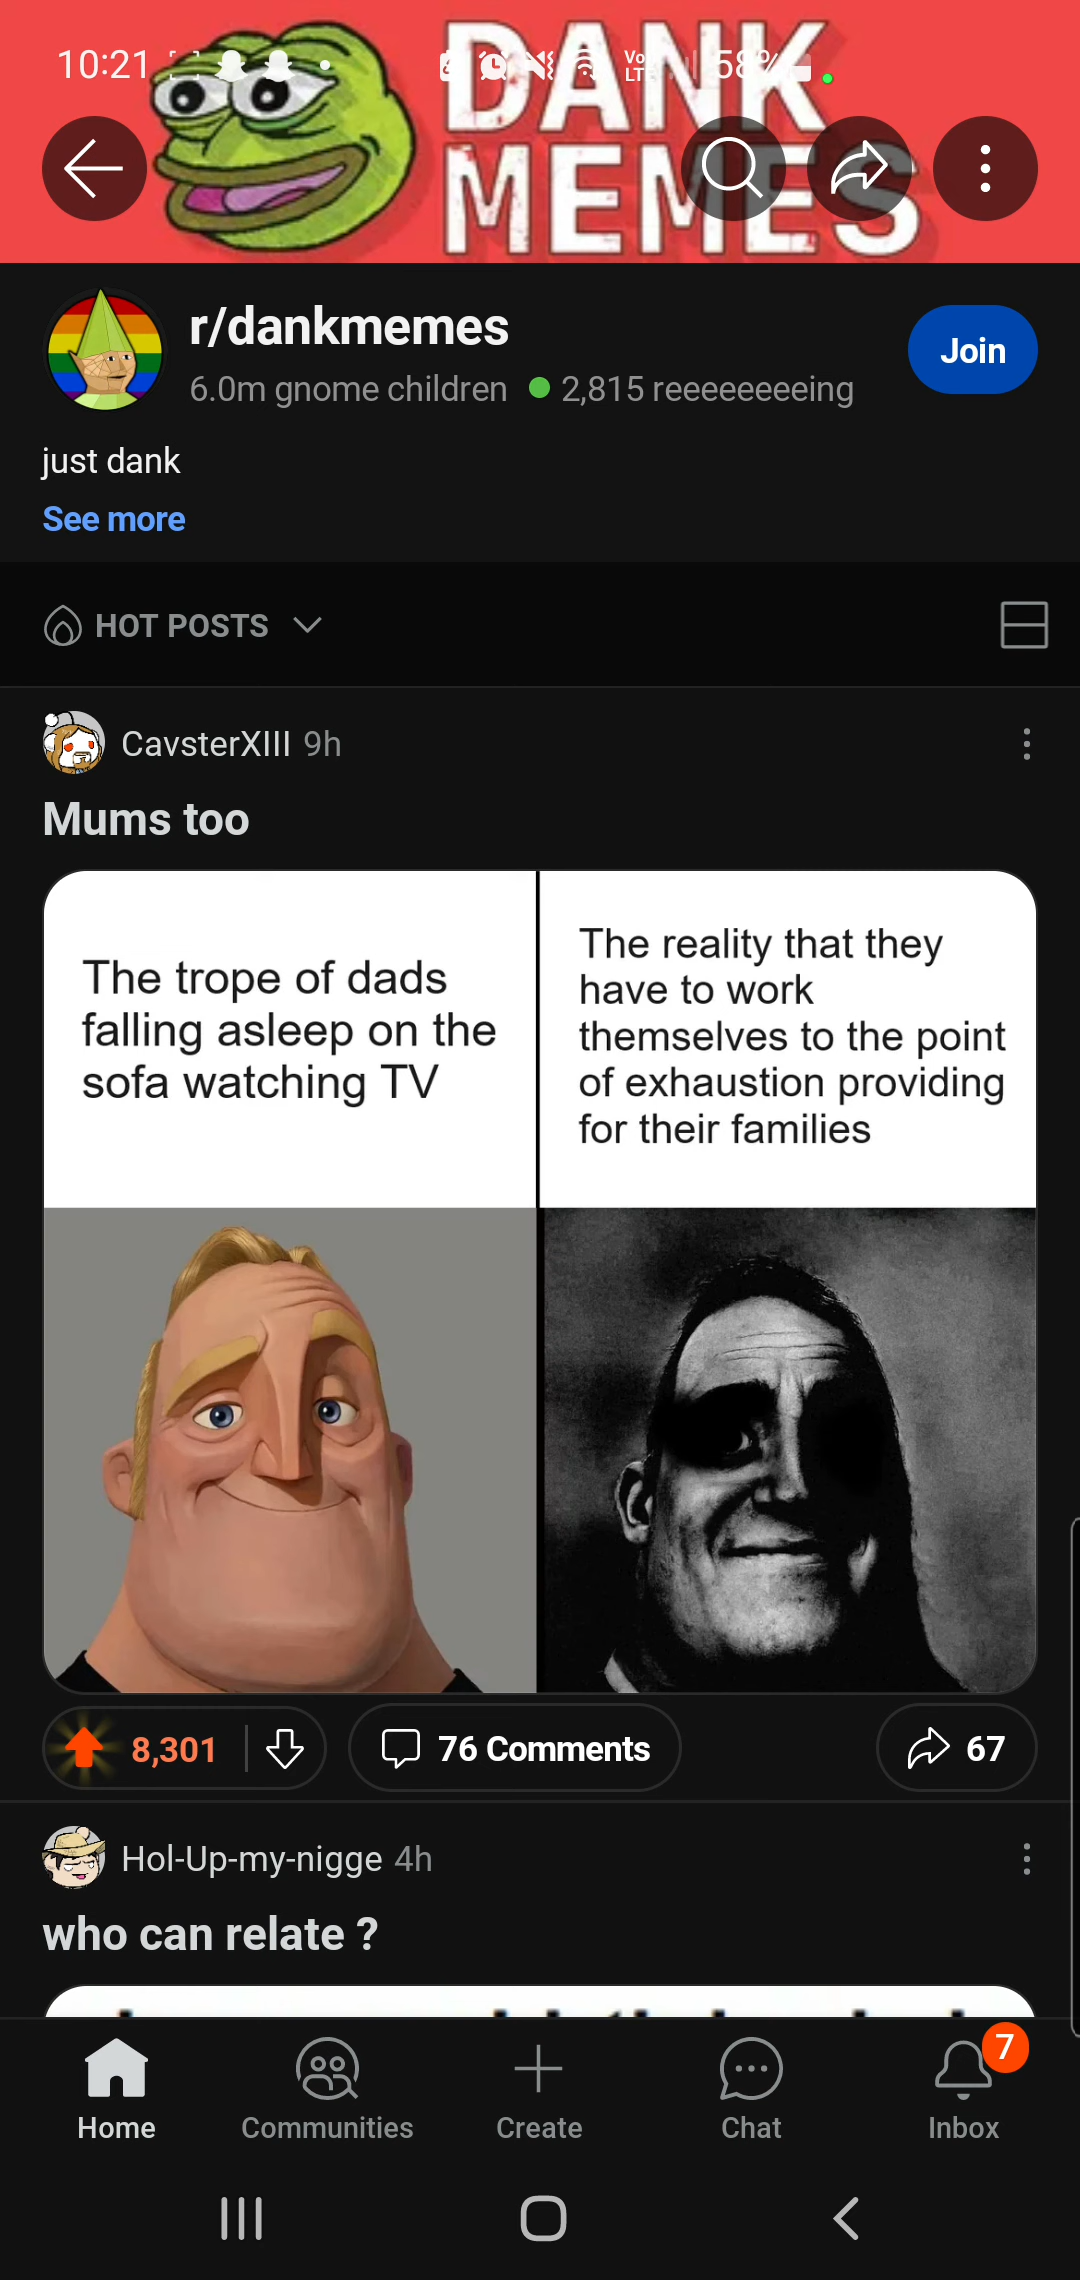 10:21
Vo
LTE
58%
DANK
MEMES
r/dankmemes
Join
6.0m gnome children 2,815 reeeeeeeeing
just dank
See more
HOT POSTS
CavsterXIII 9h
Mums too
The trope of dads
falling asleep on the
sofa watching TV
The reality that they
have to work
themselves to the point
of exhaustion providing
for their families
8,301
76 Comments
67
Hol-Up-my-nigge 4h
who can relate ?
7
Home
Communities
Create
Chat
Inbox